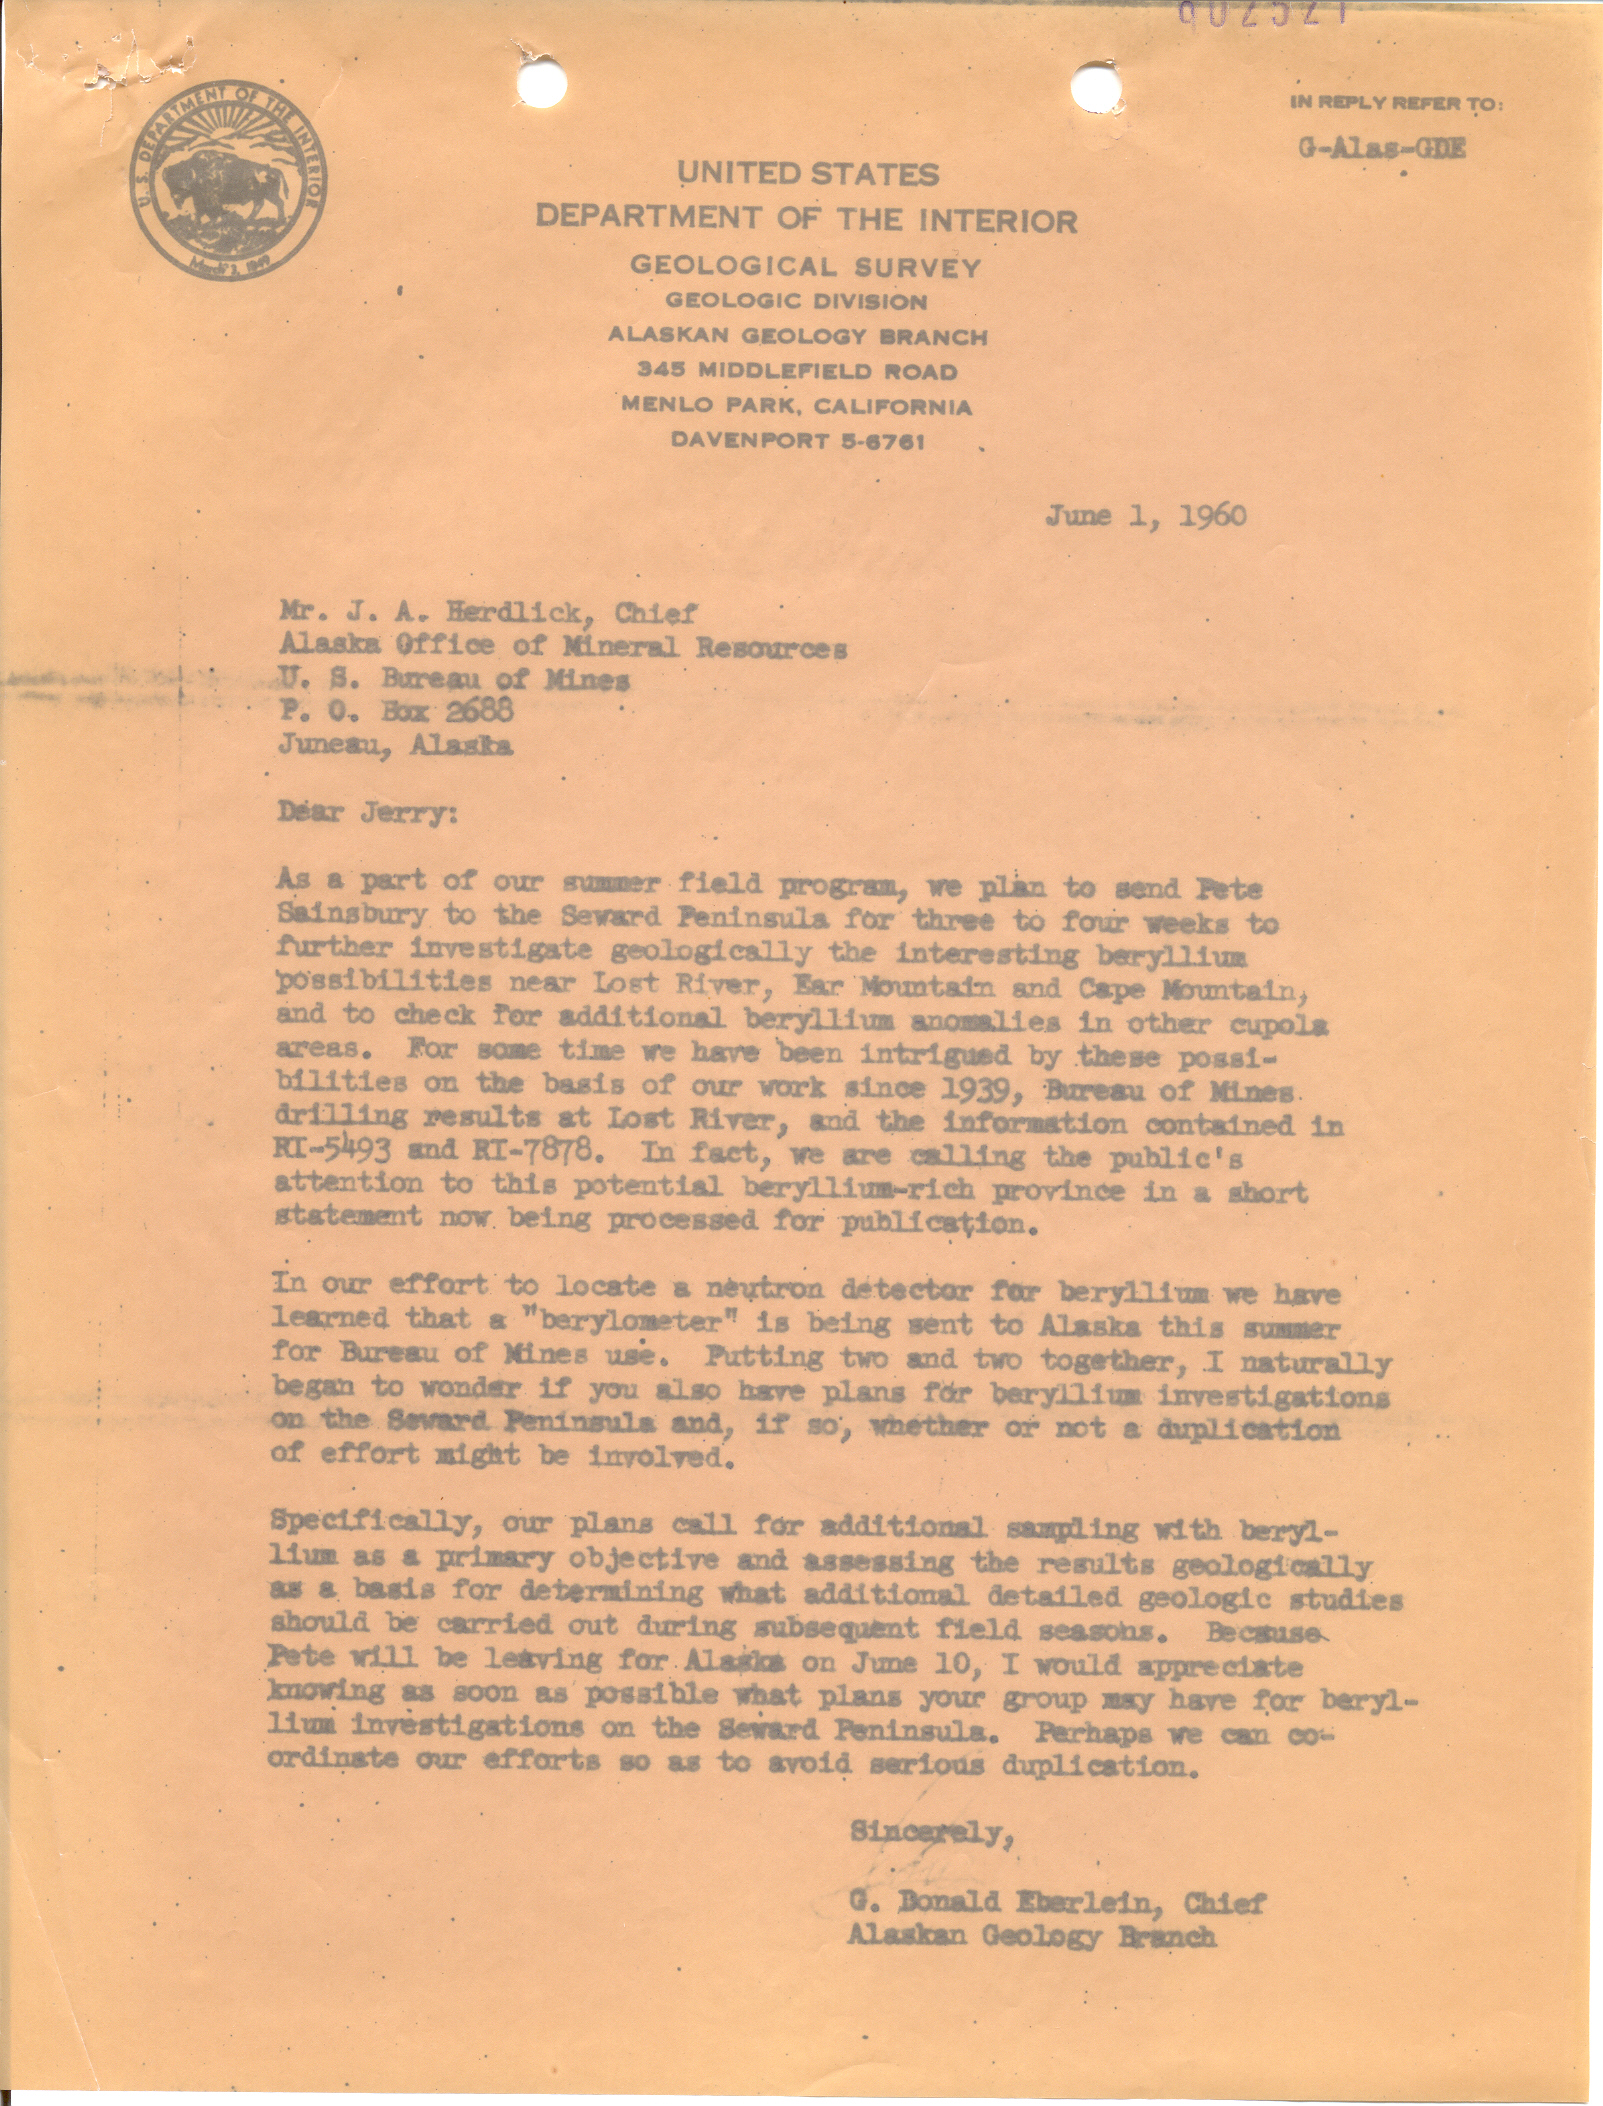 IN REPLY REFER TO:
G-Alas-GDE
U. S. DEPARTMENT OF THE INTERIOR
March 3, 1849
UNITED STATES
DEPARTMENT OF THE INTERIOR
GEOLOGICAL SURVEY
GEOLOGIC DIVISION
ALASKAN GEOLOGY BRANCH
345 MIDDLEFIELD ROAD
MENLO PARK, CALIFORNIA
DAVENPORT 5-6761
June 1, 1960
Mr. J. A. Herdlick, Chief
Alaska Office of Mineral Resources
U. S. Bureau of Mines
P. O. Box 2688
Juneau, Alaska
Dear Jerry:
As a part of our summer field program, we plan to send Pete
Sainsbury to the Seward Peninsula for three to four weeks to
further investigate geologically the interesting beryllium
possibilities near Lost River, Ear Mountain and Cape Mountain,
and to check for additional beryllium anomalies in other cupola
areas. For some time we have been intrigued by these possi-
bilities on the basis of our work since 1939, Bureau of Mines
drilling results at Lost River, and the information contained in
RI-5493 and RI-7878. In fact, we are calling the public's
attention to this potential beryllium-rich province in a short
statement now being processed for publication.
In our effort to locate a neutron detector for beryllium we have
learned that a "berylometer" is being sent to Alaska this summer
for Bureau of Mines use. Putting two and two together, I naturally
began to wonder if you also have plans for beryllium investigations
on the Seward Peninsula and, if so, whether or not a duplication
of effort might be involved.
Specifically, our plans call for additional sampling with beryl-
lium as a primary objective and assessing the results geologically
as a basis for determining what additional detailed geologic studies
should be carried out during subsequent field seasons. Because
Pete will be leaving for Alaska on June 10, I would appreciate
knowing as soon as possible what plans your group may have for beryl-
lium investigations on the Seward Peninsula. Perhaps we can co-
ordinate our efforts so as to avoid serious duplication.
Sincerely,
G. Donald Eberlein, Chief
Alaskan Geology Branch